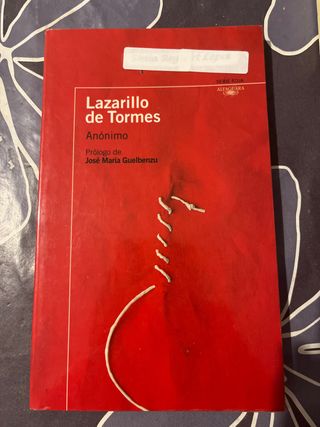 SERIE ROJA
ALFAGUARA
Lazarillo
de Tormes
Anónimo
Prólogo de
José María Guelbenzu